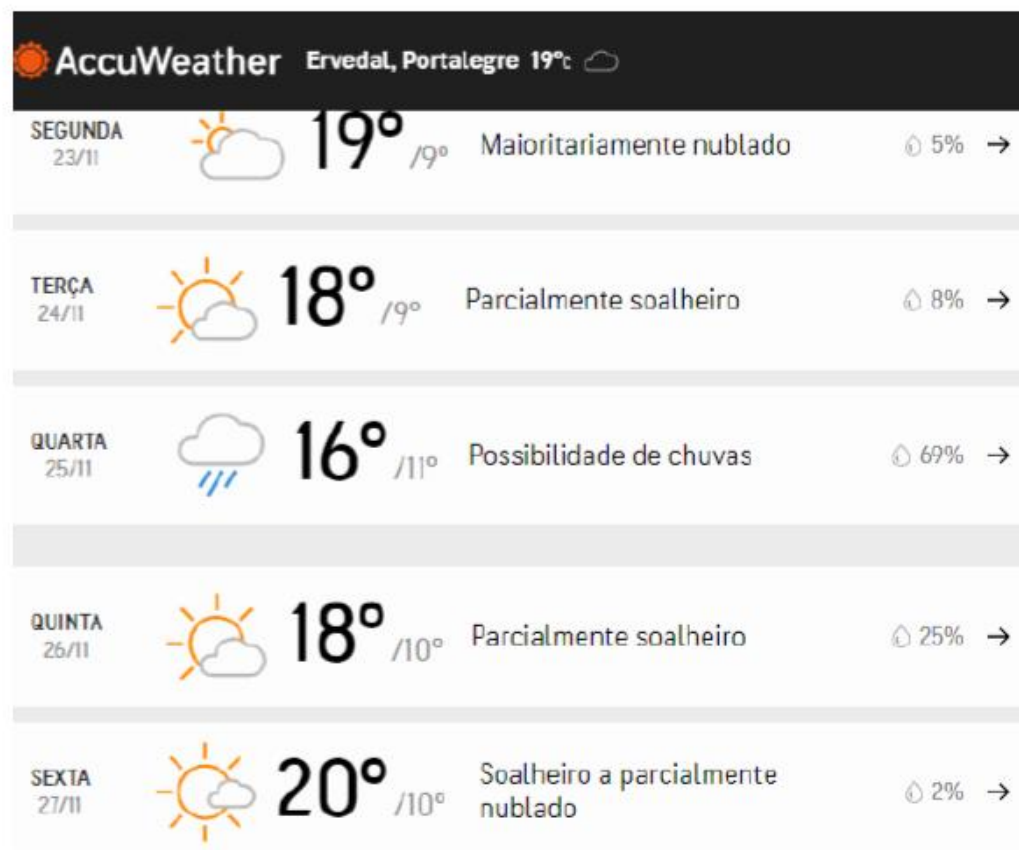 AccuWeather Ervedal, Portalegre 19°c
SEGUNDA 19° /9° Maioritariamente nublado 5% →
23/11
TERÇA 18° /9° Parcialmente soalheiro 8% →
24/11
QUARTA 16° /11° Possibilidade de chuvas 69% →
25/11
QUINTA 18° /10° Parcialmente soalheiro 25% →
26/11
SEXTA 20° /10° Soalheiro a parcialmente 2% →
27/11 nublado